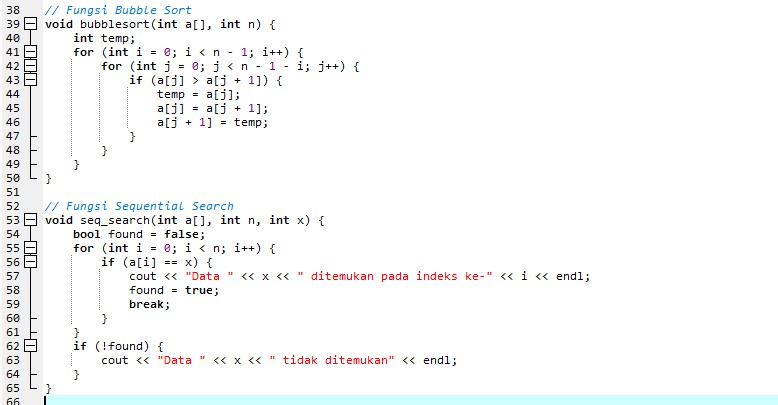 38 // Fungsi Bubble Sort
39 void bubblesort(int a[], int n) {
40     int temp;
41     for (int i = 0; i < n - 1; i++) {
42         for (int j = 0; j < n - 1 - i; j++) {
43             if (a[j] > a[j + 1]) {
44                 temp = a[j];
45                 a[j] = a[j + 1];
46                 a[j + 1] = temp;
47             }
48         }
49     }
50 }
51
52 // Fungsi Sequential Search
53 void seq_search(int a[], int n, int x) {
54     bool found = false;
55     for (int i = 0; i < n; i++) {
56         if (a[i] == x) {
57             cout << "Data " << x << " ditemukan pada indeks ke-" << i << endl;
58             found = true;
59             break;
60         }
61     }
62     if (!found) {
63         cout << "Data " << x << " tidak ditemukan" << endl;
64     }
65 }
66